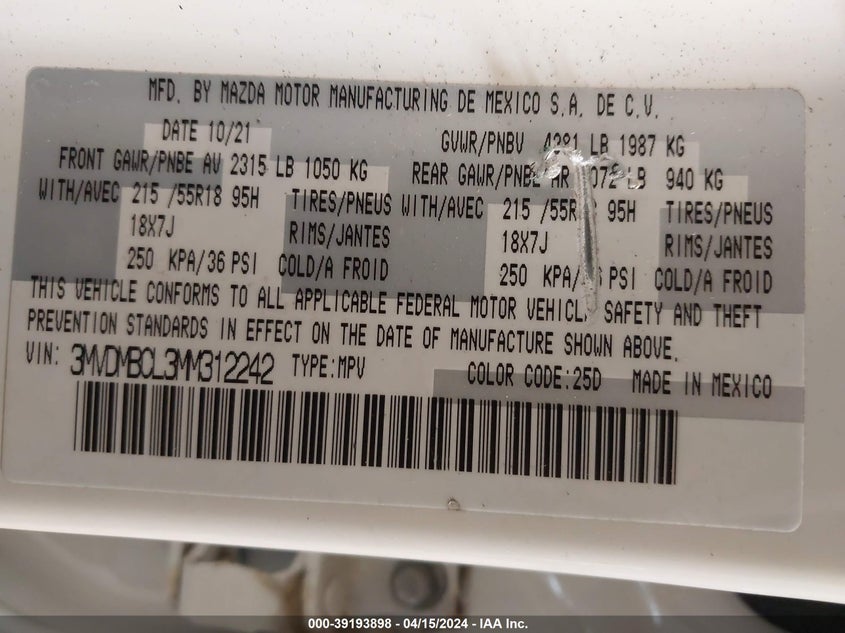 MFD. BY MAZDA MOTOR MANUFACTURING DE MEXICO S.A. DE C.V.
DATE 10/21 GVWR/PNBV 4381 LB 1987 KG
FRONT GAWR/PNBE AV 2315 LB 1050 KG REAR GAWR/PNBE AR LB 940 KG
WITH/AVEC 215 /55R18 95H TIRES/PNEUS WITH/AVEC 215 95H TIRES/PNEUS
18X7J RIMS/JANTES 18X7J RIMS/JANTES
250 KPA/36 PSI COLD/A FROID 250 PSI COLD/A FROID
THIS VEHICLE CONFORMS TO ALL APPLICABLE FEDERAL MOTOR VEHICLE SAFETY AND THEFT
PREVENTION STANDARDS IN EFFECT ON THE DATE OF MANUFACTURE SHOWN ABOVE.
VIN: 3MVDMBCL3MM312242 TYPE:MPV COLOR CODE:25D MADE IN MEXICO
000-39193898 - 04/15/2024 - IAA Inc.